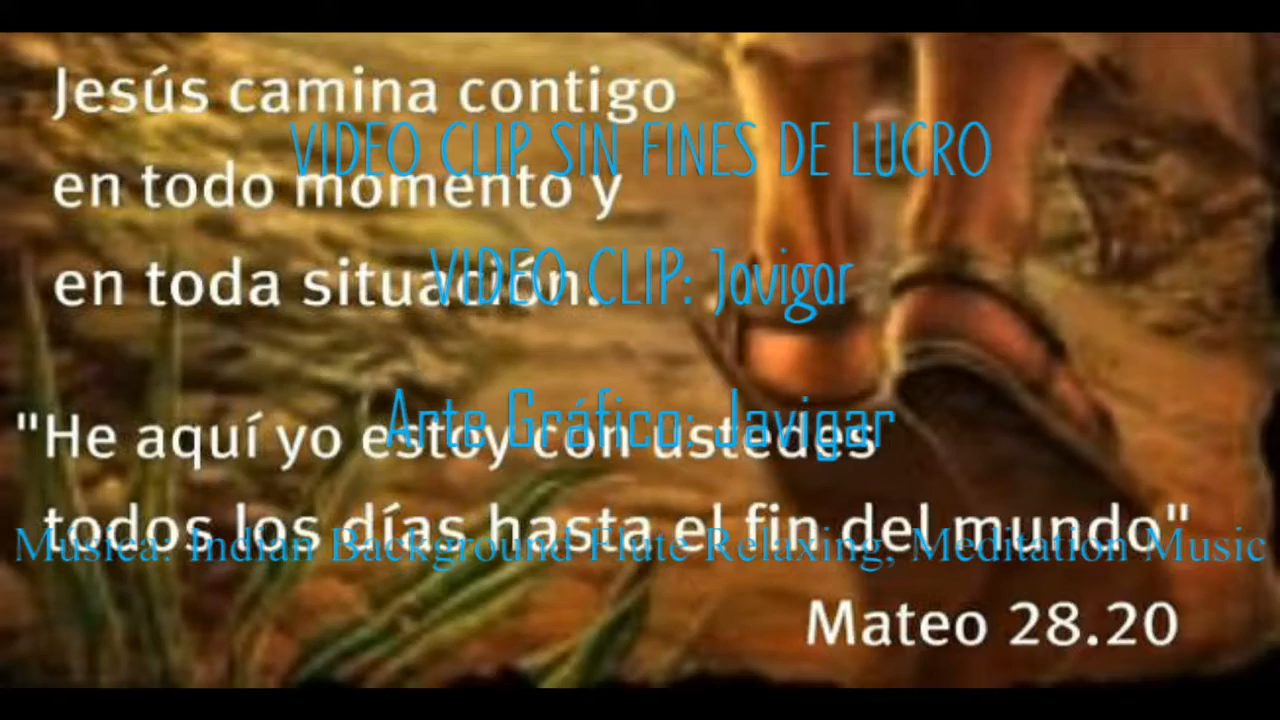 Jesús camina contigo
VIDEO CLIP SIN FINES DE LUCRO
en todo momento y
en toda situación.
VIDEO CLIP: Javigar
Arte Gráfico: Javigar
"He aquí yo estoy con ustedes
todos los días hasta el fin del mundo"
Música: Indian Background Flute Relaxing, Meditation Music
Mateo 28.20